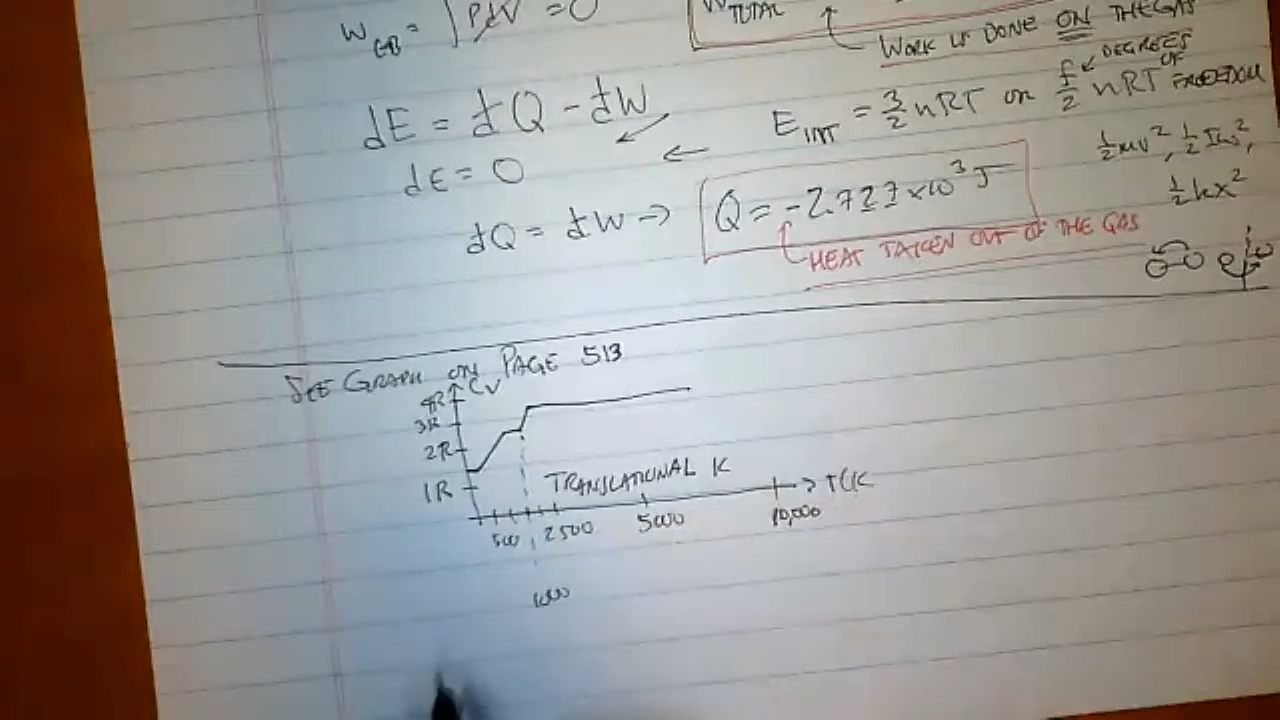 W_GB = ∫PdV = 0
W_TOTAL
WORK IS DONE ON THE GAS
dE = đQ - đW
E_INT = 3/2 nRT OR f/2 nRT
DEGREES OF FREEDOM
dE = 0
½mv², ½Iω²,
½kx²
đQ = đW → Q = -2.727×10³ J
HEAT TAKEN OUT OF THE GAS
SEE GRAPH ON PAGE 513
CV
4R
3R
2R
1R
TRANSLATIONAL K
T(K
500 2500 5000 10,000
1000